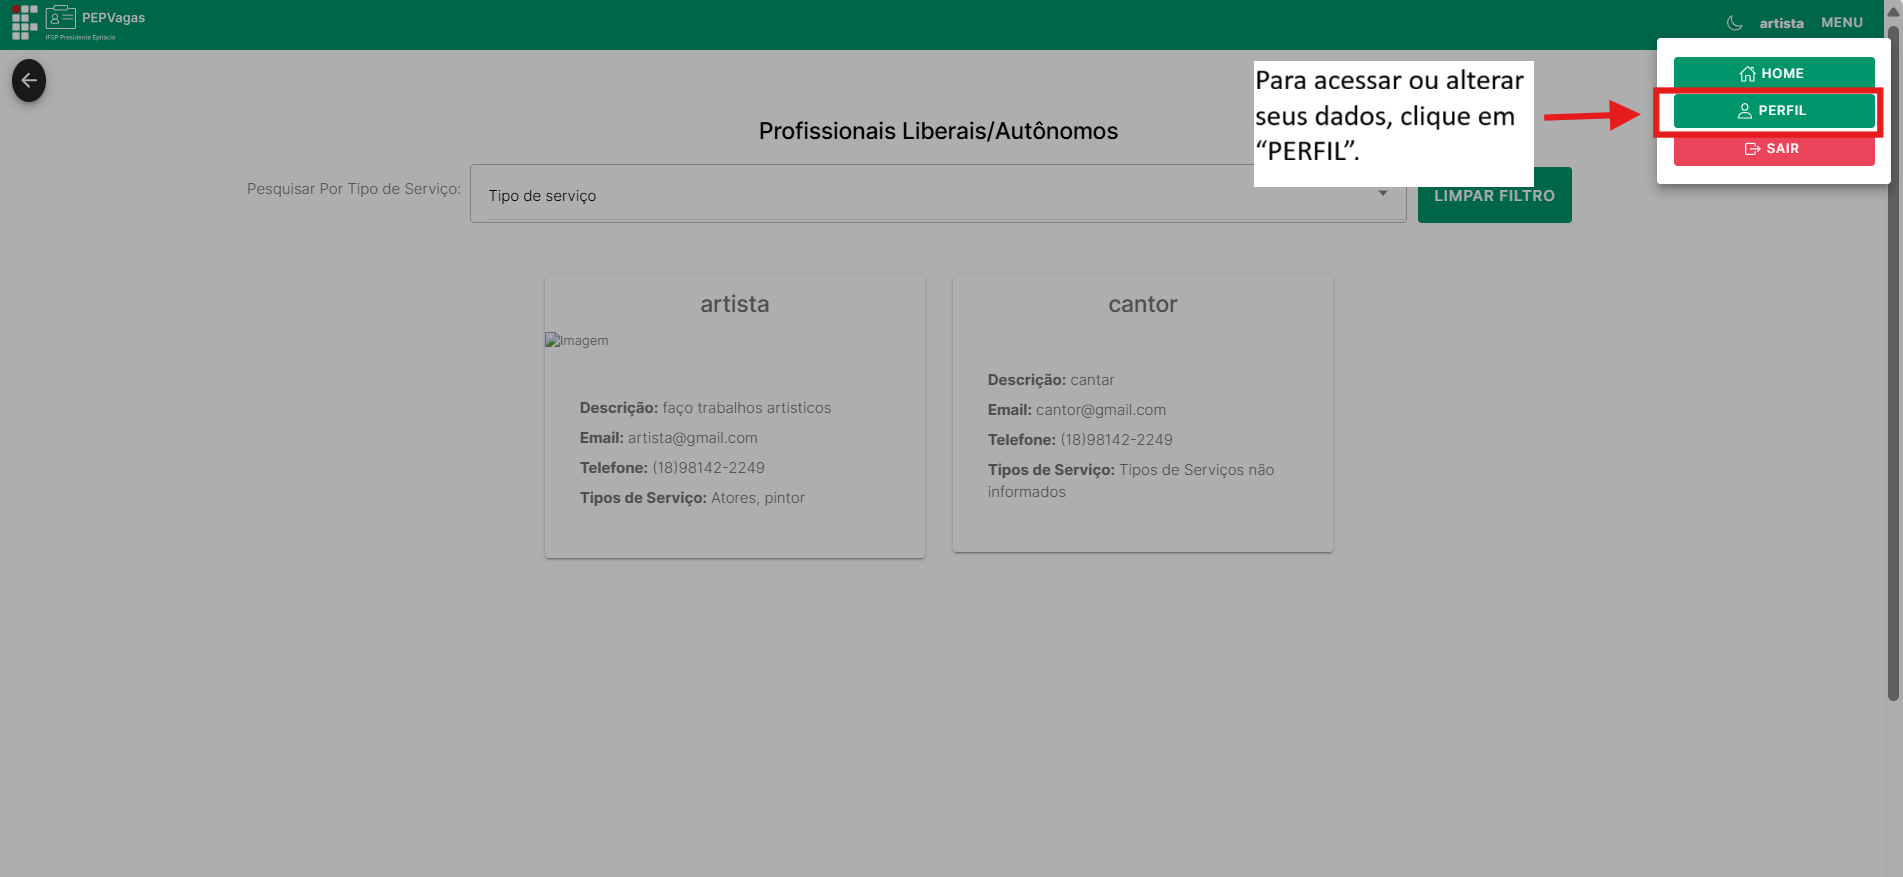 PEPVagas
IFSP Presidente Epitácio
artista
MENU
HOME
PERFIL
SAIR
Para acessar ou alterar
seus dados, clique em
“PERFIL”.
Profissionais Liberais/Autônomos
Pesquisar Por Tipo de Serviço:
Tipo de serviço
LIMPAR FILTRO
artista
Imagem
Descrição: faço trabalhos artisticos
Email: artista@gmail.com
Telefone: (18)98142-2249
Tipos de Serviço: Atores, pintor
cantor
Descrição: cantar
Email: cantor@gmail.com
Telefone: (18)98142-2249
Tipos de Serviço: Tipos de Serviços não
informados